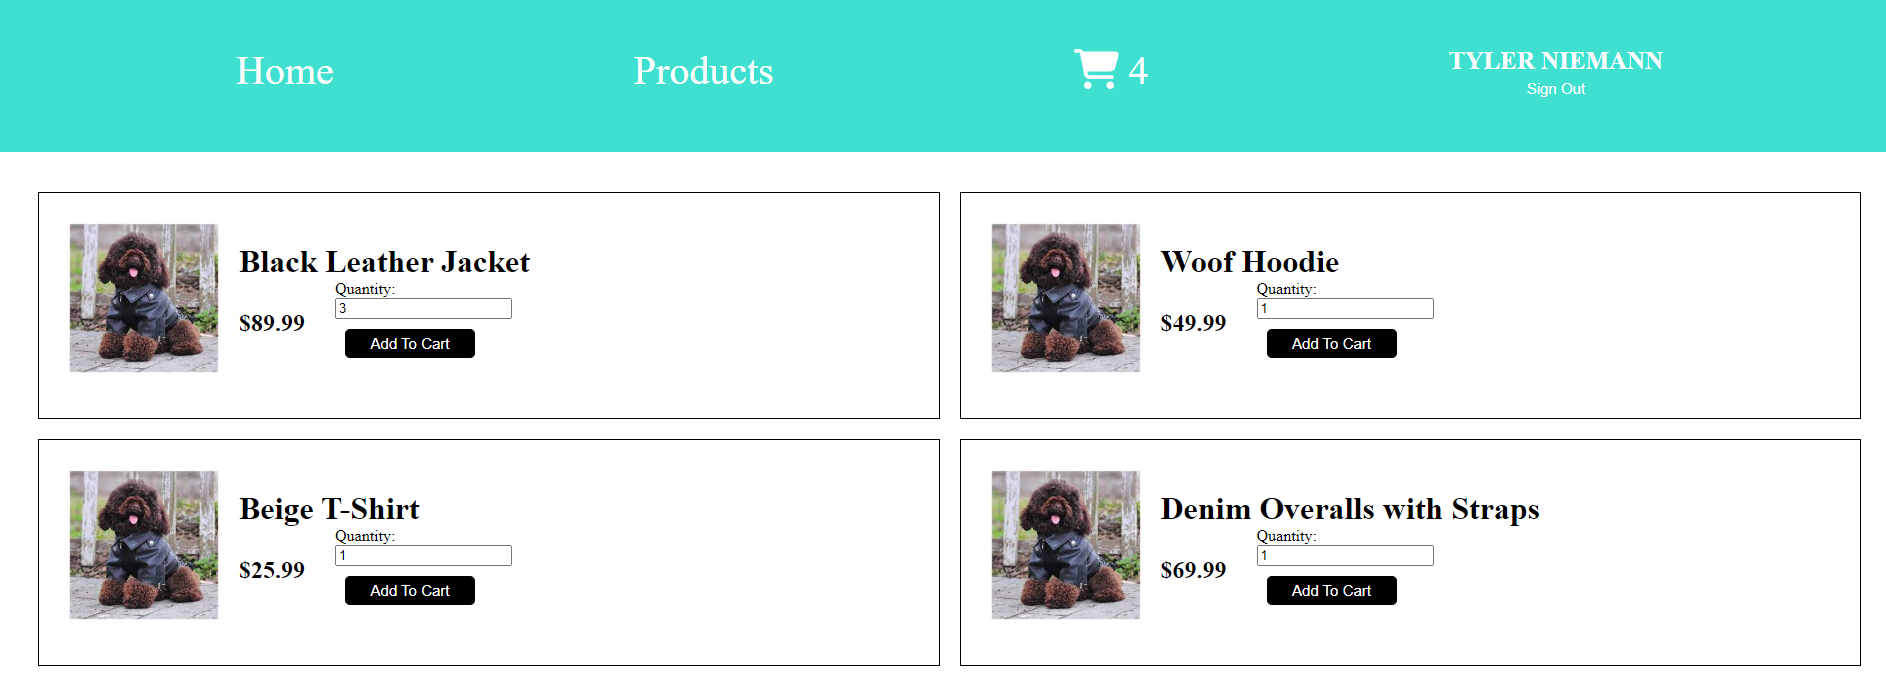 Home
Products
4
TYLER NIEMANN
Sign Out
Black Leather Jacket
Quantity:
3
$89.99
Add To Cart
Woof Hoodie
Quantity:
1
$49.99
Add To Cart
Beige T-Shirt
Quantity:
1
$25.99
Add To Cart
Denim Overalls with Straps
Quantity:
1
$69.99
Add To Cart